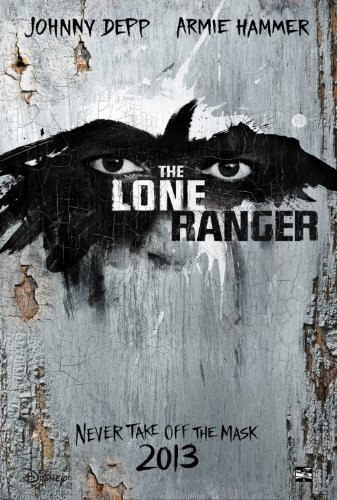 JOHNNY DEPP ARMIE HAMMER
THE
LONE
RANGER
NEVER TAKE OFF THE MASK
2013
DISNEY